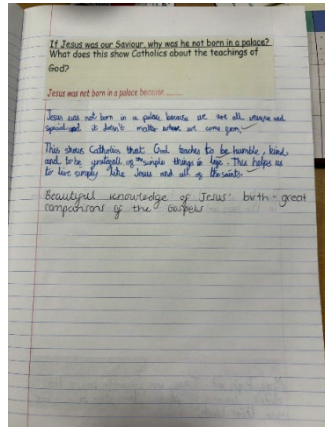 If Jesus was our Saviour, why was he not born in a palace?
What does this show Catholics about the teachings of
God?
Jesus was not born in a palace because ........
Jesus was not born in a palace because we are all unique and
special and it doesn't matter where we come from.
This shows Catholics that God teaches to be humble, kind,
and to be grateful of the simple things in life. This helps us
to live simply like Jesus and all of the saints.
Beautiful knowledge of Jesus' birth - great
comparisons of the Gospels